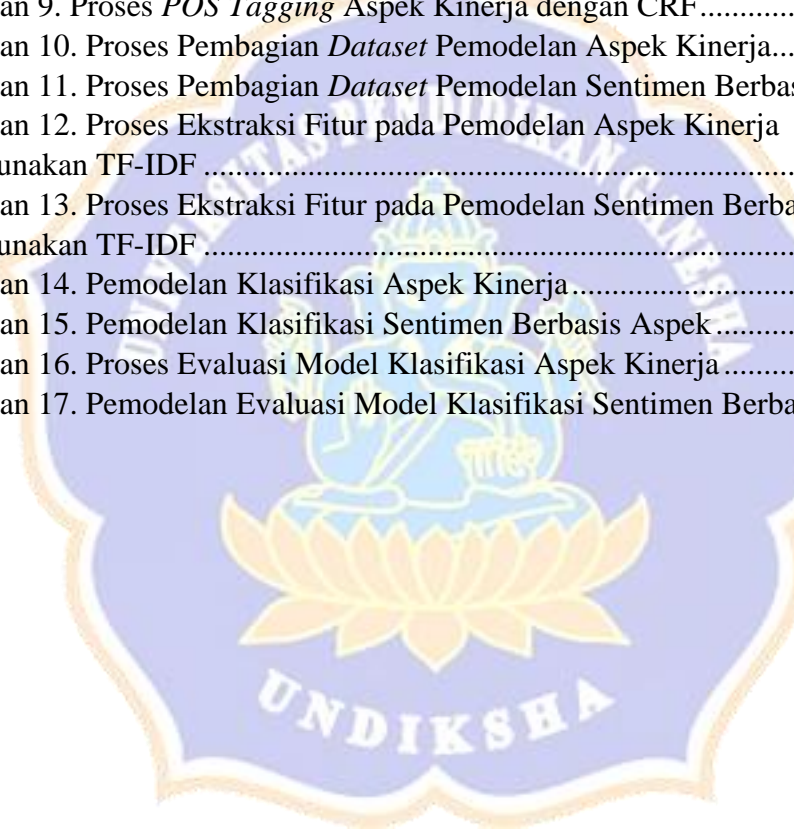 an 9. Proses POS Tagging Aspek Kinerja dengan CRF.............
an 10. Proses Pembagian Dataset Pemodelan Aspek Kinerja...
an 11. Proses Pembagian Dataset Pemodelan Sentimen Berbas
an 12. Proses Ekstraksi Fitur pada Pemodelan Aspek Kinerja
unakan TF-IDF ...........................................................................
an 13. Proses Ekstraksi Fitur pada Pemodelan Sentimen Berba
unakan TF-IDF ...........................................................................
an 14. Pemodelan Klasifikasi Aspek Kinerja............................
an 15. Pemodelan Klasifikasi Sentimen Berbasis Aspek..........
an 16. Proses Evaluasi Model Klasifikasi Aspek Kinerja.........
an 17. Pemodelan Evaluasi Model Klasifikasi Sentimen Berba
UNIVERSITAS PENDIDIKAN GANESHA
UNDIKSHA